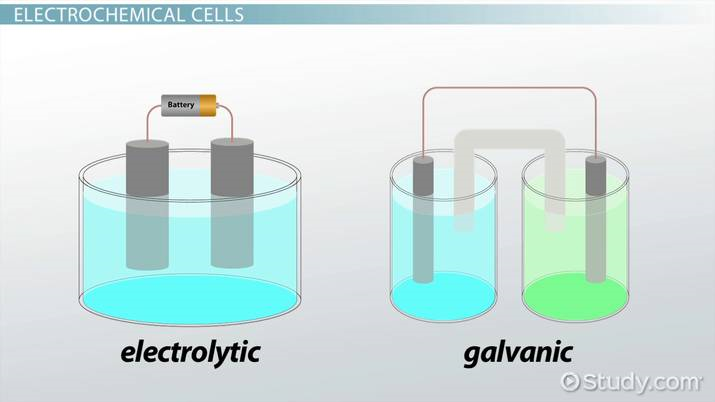 ELECTROCHEMICAL CELLS
Battery
electrolytic
galvanic
Study.com